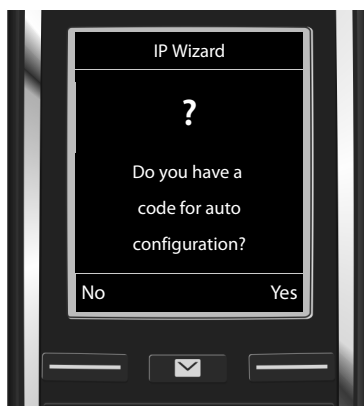 IP Wizard
?
Do you have a
code for auto
configuration?
No Yes